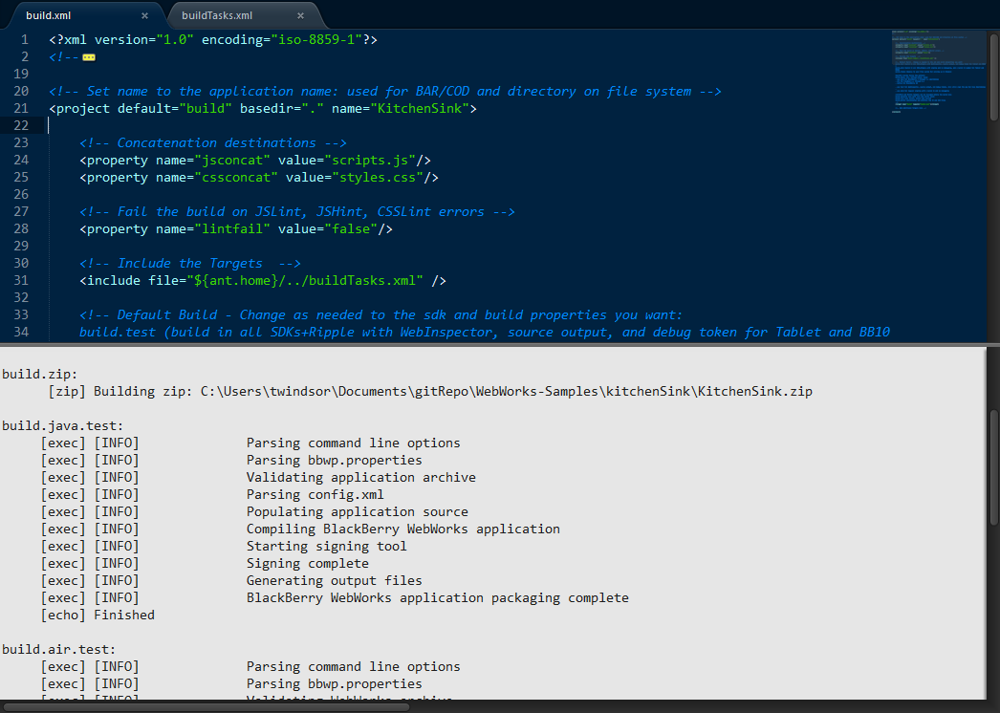 build.xml × buildTasks.xml ×
1 <?xml version="1.0" encoding="iso-8859-1"?>
2 <!--
19
20 <!-- Set name to the application name: used for BAR/COD and directory on file system -->
21 <project default="build" basedir="." name="KitchenSink">
22
23 <!-- Concatenation destinations -->
24 <property name="jsconcat" value="scripts.js"/>
25 <property name="cssconcat" value="styles.css"/>
26
27 <!-- Fail the build on JSLint, JSHint, CSSLint errors -->
28 <property name="lintfail" value="false"/>
29
30 <!-- Include the Targets  -->
31 <include file="${ant.home}/../buildTasks.xml" />
32
33 <!-- Default Build - Change as needed to the sdk and build properties you want:
34 build.test (build in all SDKs+Ripple with WebInspector, source output, and debug token for Tablet and BB10
build.zip:
[zip] Building zip: C:\Users\twindsor\Documents\gitRepo\WebWorks-Samples\kitchenSink\KitchenSink.zip
build.java.test:
[exec] [INFO] Parsing command line options
[exec] [INFO] Parsing bbwp.properties
[exec] [INFO] Validating application archive
[exec] [INFO] Parsing config.xml
[exec] [INFO] Populating application source
[exec] [INFO] Compiling BlackBerry WebWorks application
[exec] [INFO] Starting signing tool
[exec] [INFO] Signing complete
[exec] [INFO] Generating output files
[exec] [INFO] BlackBerry WebWorks application packaging complete
[echo] Finished
build.air.test:
[exec] [INFO] Parsing command line options
[exec] [INFO] Parsing bbwp.properties
[exec] [INFO] Validating WebWorks archive